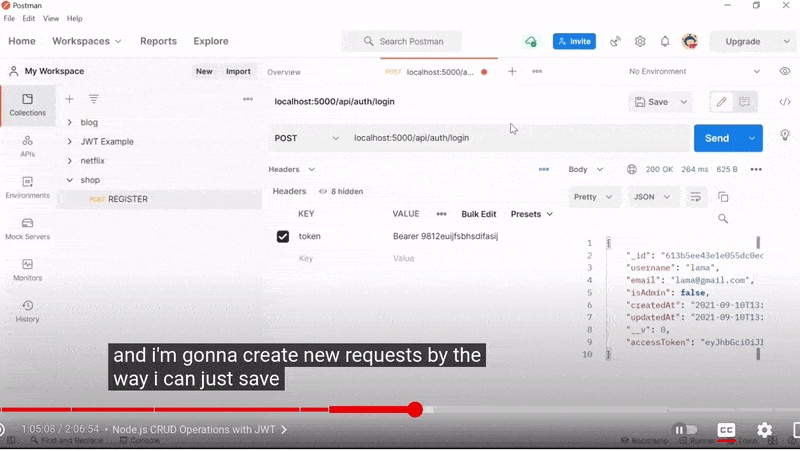 Postman
File Edit View Help
Home Workspaces Reports Explore Search Postman Invite Upgrade
My Workspace New Import Overview POST localhost:5000/a... No Environment
Collections
APIs
Environments
Mock Servers
Monitors
History
blog
JWT Example
netflix
shop
POST REGISTER
localhost:5000/api/auth/login Save
POST localhost:5000/api/auth/login Send
Headers Body 200 OK 264 ms 625 B
Headers 8 hidden Pretty JSON
KEY VALUE Bulk Edit Presets
token Bearer 9812euijfsbhsdifasij
Key Value
1 {
2 "_id": "613b5ee43e1e055dc0ec
3 "username": "lama",
4 "email": "lama@gmail.com",
5 "isAdmin": false,
6 "createdAt": "2021-09-10T13:
7 "updatedAt": "2021-09-10T13:
8 "__v": 0,
9 "accessToken": "eyJhbGciOiJI
10 }
and i'm gonna create new requests by the
way i can just save
1:05:08 / 2:06:54 • Node.js CRUD Operations with JWT
CC
Find and Replace Console Bootcamp Runner Trash